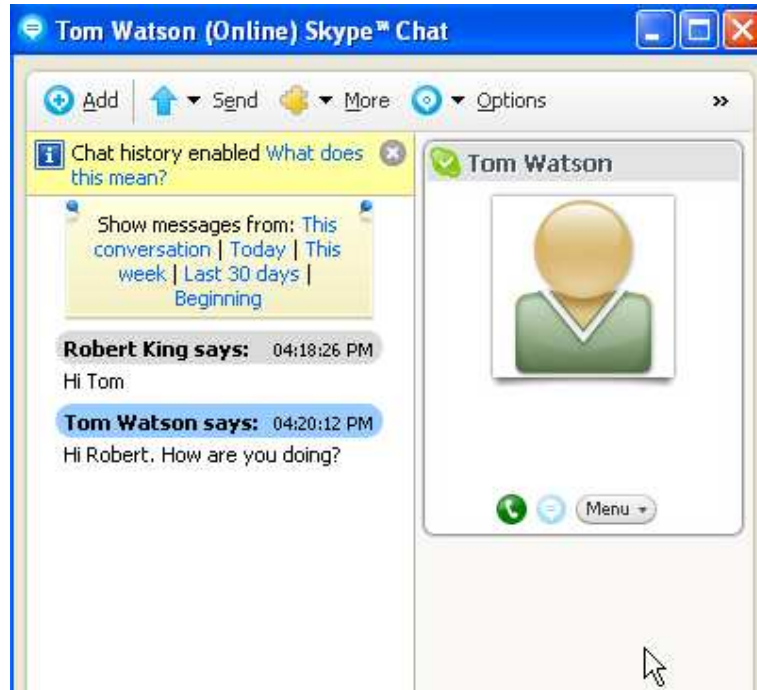 Tom Watson (Online) Skype™ Chat
Add Send More Options »
Chat history enabled What does
this mean?
Show messages from: This
conversation | Today | This
week | Last 30 days |
Beginning
Robert King says: 04:18:26 PM
Hi Tom
Tom Watson says: 04:20:12 PM
Hi Robert. How are you doing?
Tom Watson
Menu